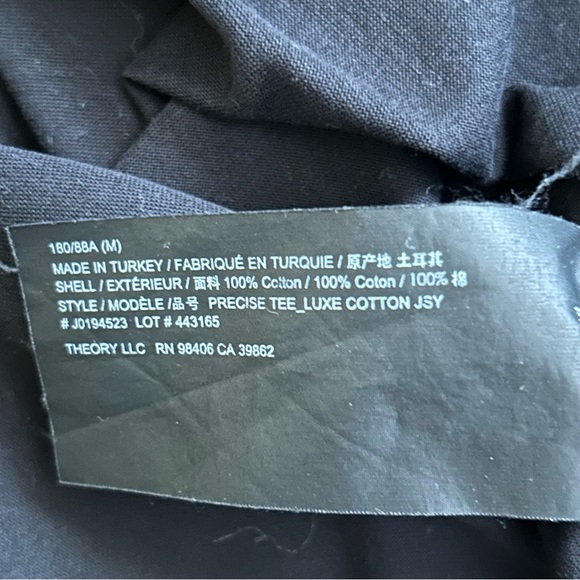 180/88A (M)
MADE IN TURKEY / FABRIQUÉ EN TURQUIE / 原产地 土耳其
SHELL / EXTÉRIEUR / 面料 100% Cotton / 100% Coton / 100% 棉
STYLE / MODÈLE /品号 PRECISE TEE_LUXE COTTON JSY
# J0194523 LOT # 443165
THEORY LLC RN 98406 CA 39862